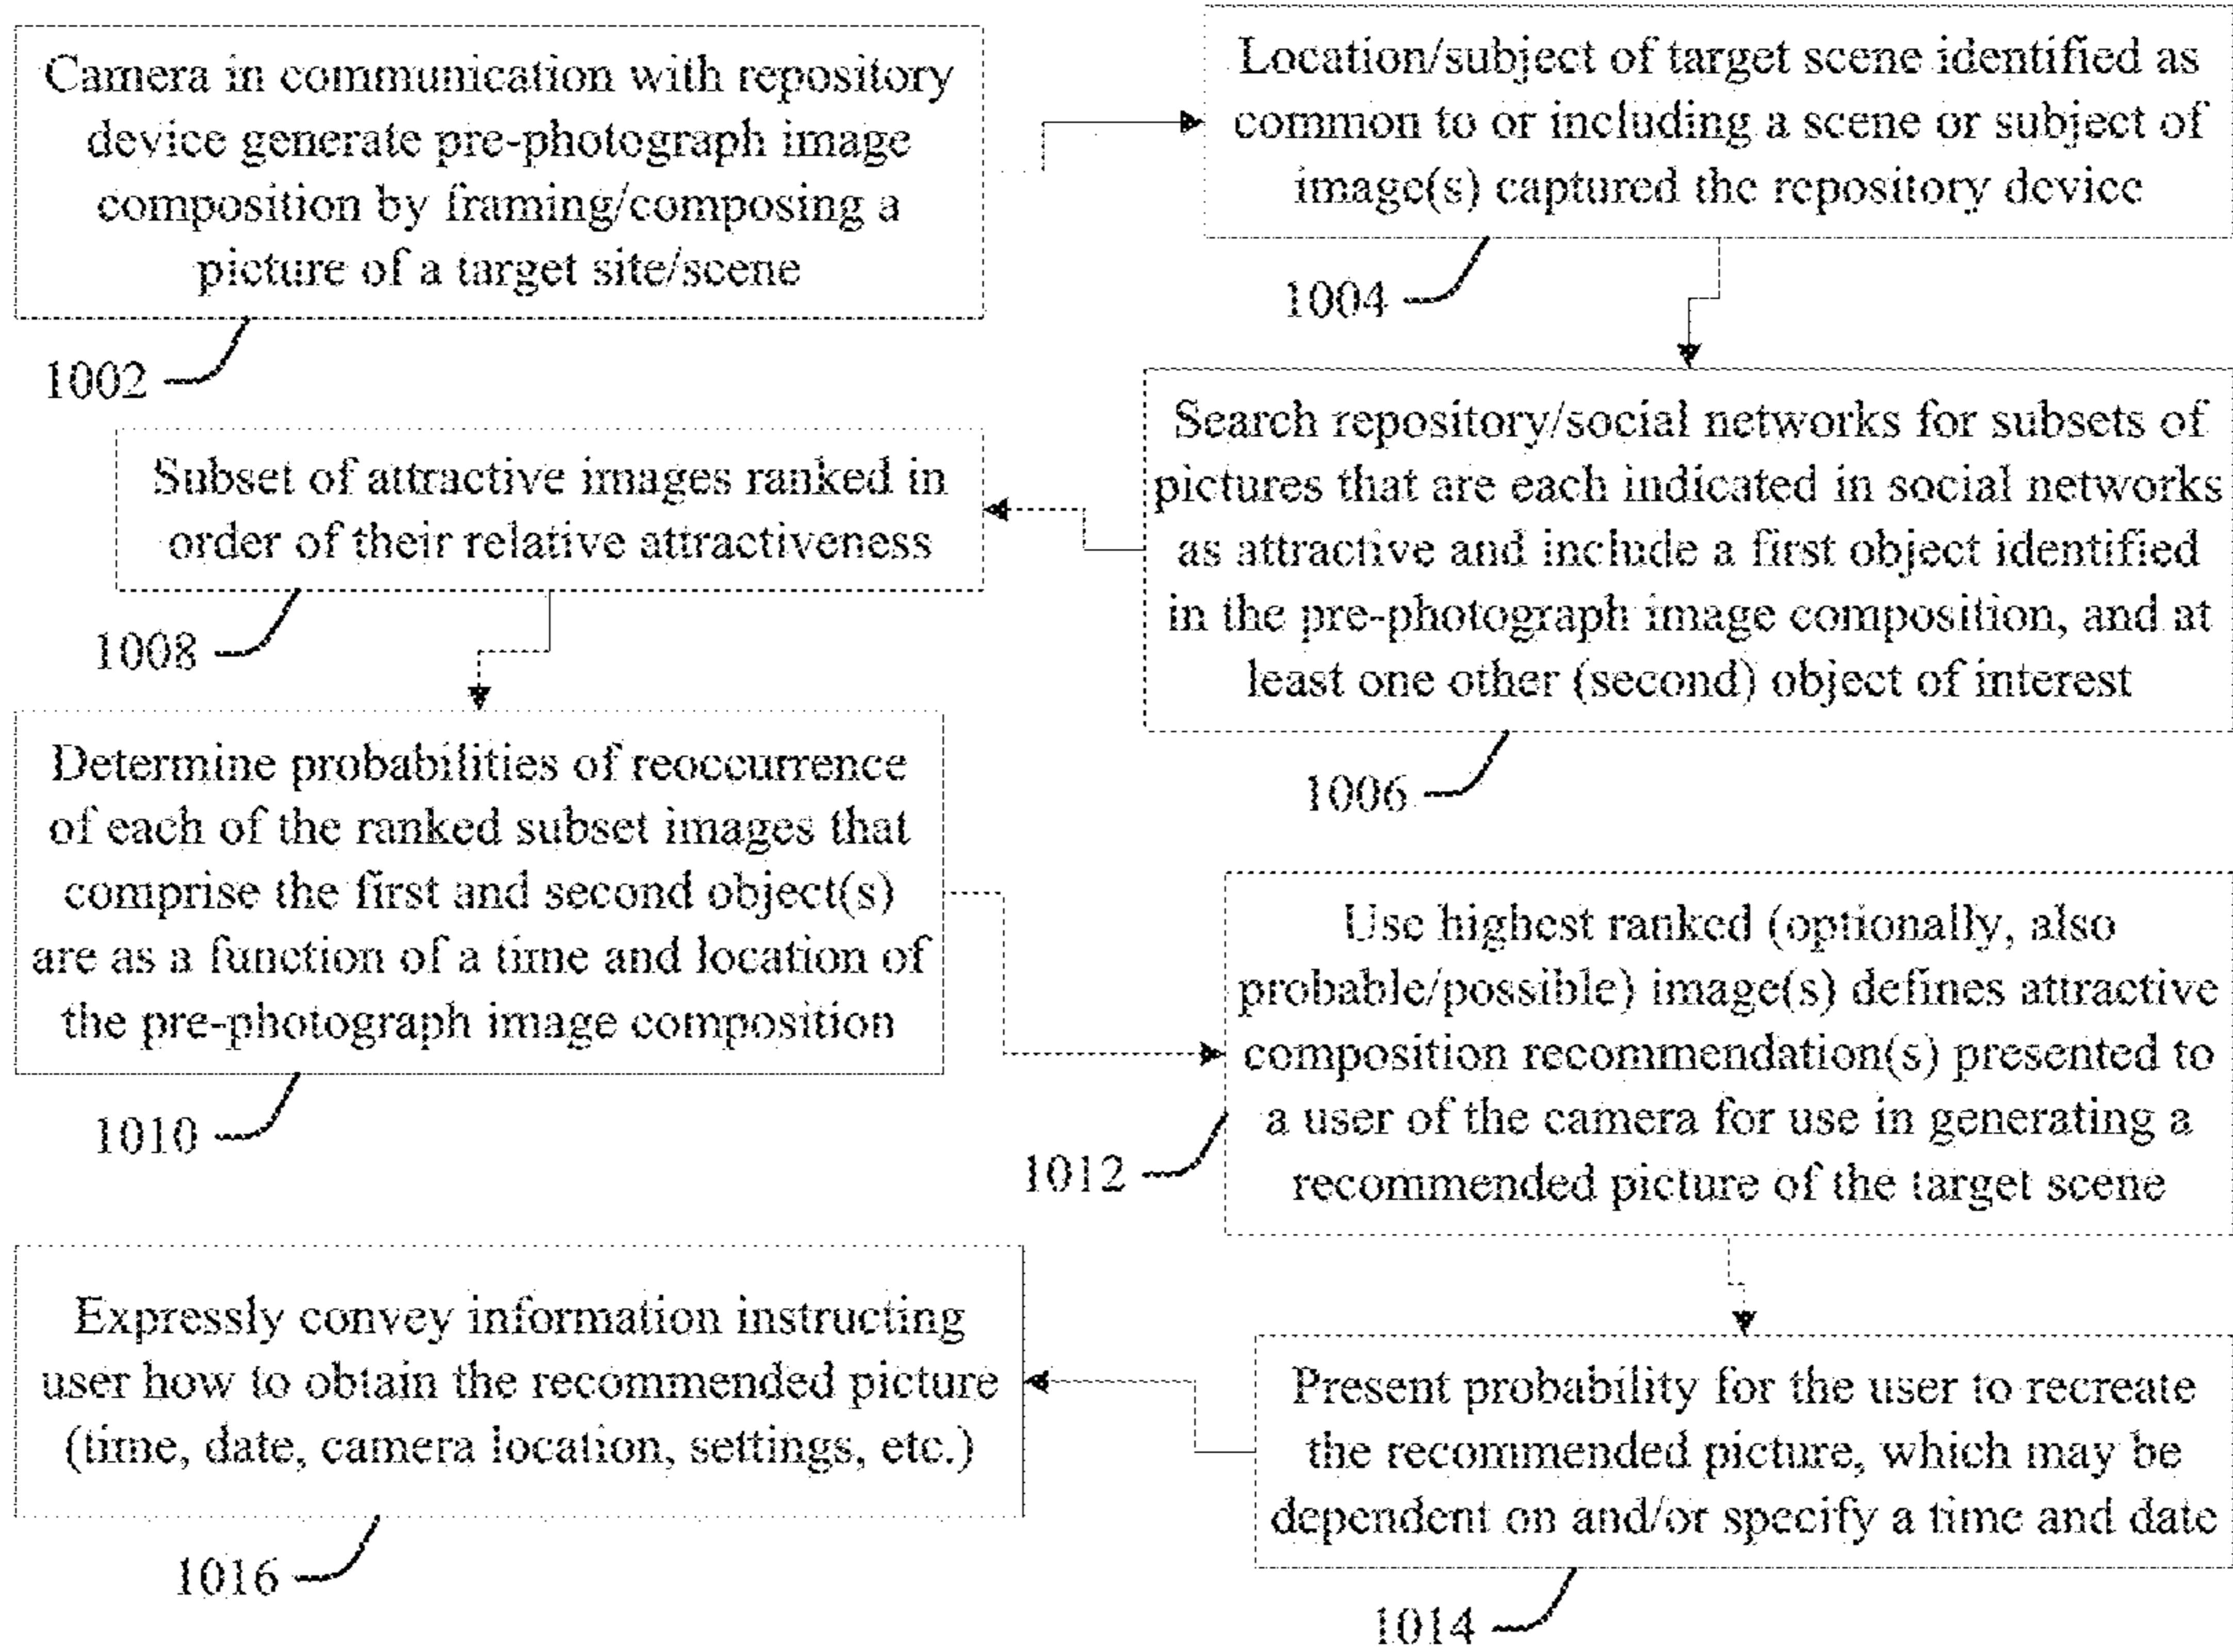 Camera in communication with repository
device generate pre-photograph image
composition by framing/composing a
picture of a target site/scene
1002
Location/subject of target scene identified as
common to or including a scene or subject of
image(s) captured the repository device
1004
Search repository/social networks for subsets of
pictures that are each indicated in social networks
as attractive and include a first object identified
in the pre-photograph image composition, and at
least one other (second) object of interest
1006
Subset of attractive images ranked in
order of their relative attractiveness
1008
Determine probabilities of reoccurrence
of each of the ranked subset images that
comprise the first and second object(s)
are as a function of a time and location of
the pre-photograph image composition
1010
Use highest ranked (optionally, also
probable/possible) image(s) defines attractive
composition recommendation(s) presented to
a user of the camera for use in generating a
recommended picture of the target scene
1012
Present probability for the user to recreate
the recommended picture, which may be
dependent on and/or specify a time and date
1014
Expressly convey information instructing
user how to obtain the recommended picture
(time, date, camera location, settings, etc.)
1016